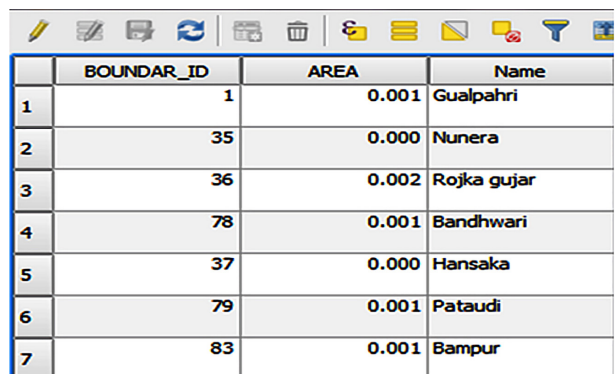 BOUNDAR_ID AREA Name
1 1 0.001 Gualpahri
2 35 0.000 Nunera
3 36 0.002 Rojka gujar
4 78 0.001 Bandhwari
5 37 0.000 Hansaka
6 79 0.001 Pataudi
7 83 0.001 Bampur